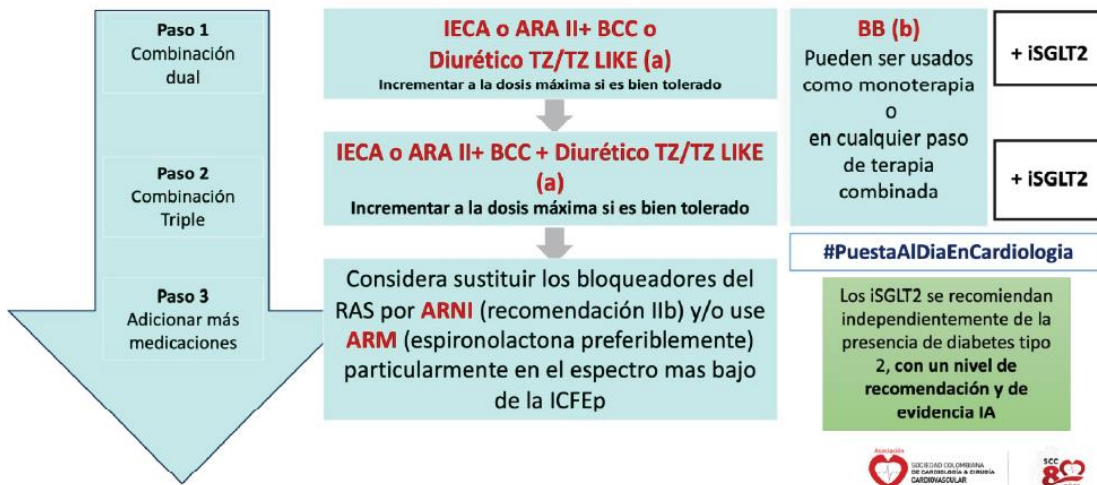 Paso 1
Combinación
dual
Paso 2
Combinación
Triple
Paso 3
Adicionar más
medicaciones
IECA o ARA II+ BCC o
Diurético TZ/TZ LIKE (a)
Incrementar a la dosis máxima si es bien tolerado
IECA o ARA II+ BCC + Diurético TZ/TZ LIKE
(a)
Incrementar a la dosis máxima si es bien tolerado
Considera sustituir los bloqueadores del
RAS por ARNI (recomendación IIb) y/o use
ARM (espironolactona preferiblemente)
particularmente en el espectro mas bajo
de la ICFEp
BB (b)
Pueden ser usados
como monoterapia
o
en cualquier paso
de terapia
combinada
+ iSGLT2
+ iSGLT2
#PuestaAlDiaEnCardiologia
Los iSGLT2 se recomiendan
independientemente de la
presencia de diabetes tipo
2, con un nivel de
recomendación y de
evidencia IA
Asociación
SOCIEDAD COLOMBIANA
DE CARDIOLOGÍA & CIRUGÍA
CARDIOVASCULAR
SCC
80